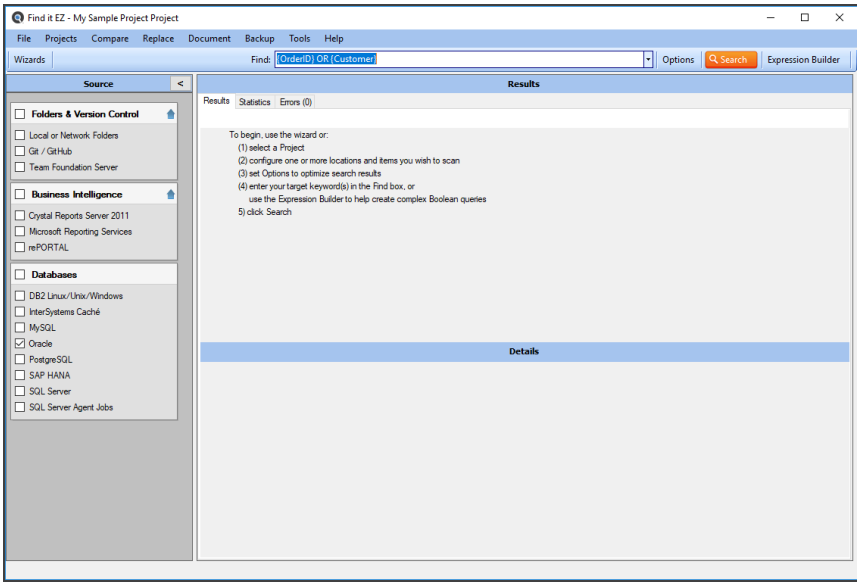 Find it EZ - My Sample Project Project
File Projects Compare Replace Document Backup Tools Help
Wizards Find: {OrderID} OR {Customer} Options Search Expression Builder
Source <
Folders & Version Control
Local or Network Folders
Git / GitHub
Team Foundation Server
Business Intelligence
Crystal Reports Server 2011
Microsoft Reporting Services
rePORTAL
Databases
DB2 Linux/Unix/Windows
InterSystems Caché
MySQL
Oracle
PostgreSQL
SAP HANA
SQL Server
SQL Server Agent Jobs
Results
Results Statistics Errors (0)
To begin, use the wizard or:
(1) select a Project
(2) configure one or more locations and items you wish to scan
(3) set Options to optimize search results
(4) enter your target keyword(s) in the Find box, or
use the Expression Builder to help create complex Boolean queries
5) click Search
Details